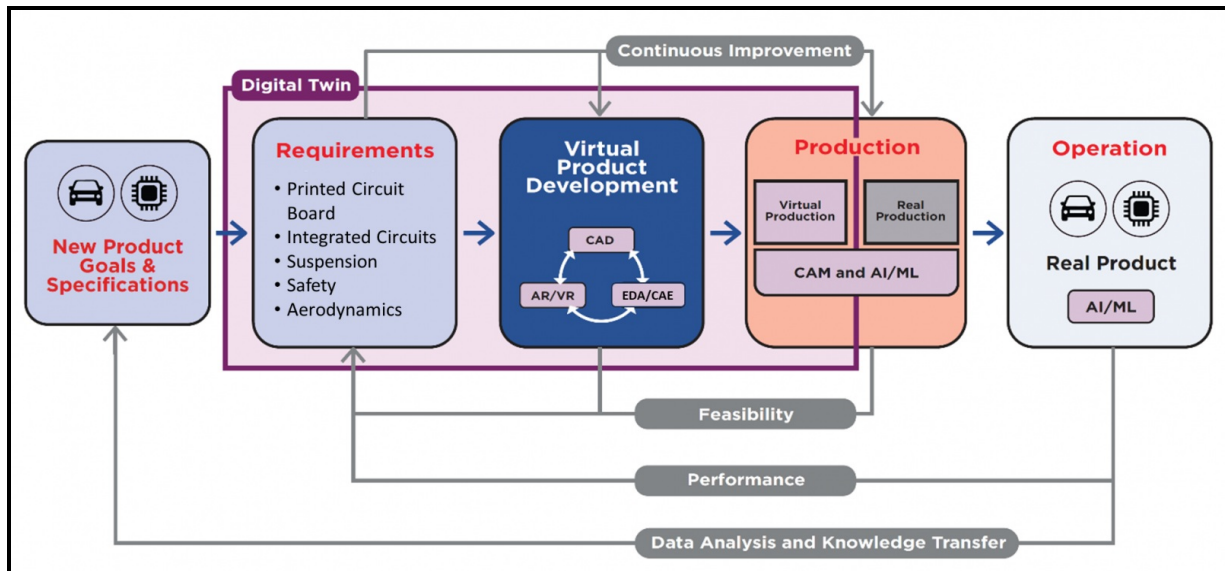 Continuous Improvement
Digital Twin
New Product
Goals &
Specifications
Requirements
• Printed Circuit
Board
• Integrated Circuits
• Suspension
• Safety
• Aerodynamics
Virtual
Product
Development
CAD
AR/VR
EDA/CAE
Production
Virtual
Production
Real
Production
CAM and AI/ML
Operation
Real Product
AI/ML
Feasibility
Performance
Data Analysis and Knowledge Transfer